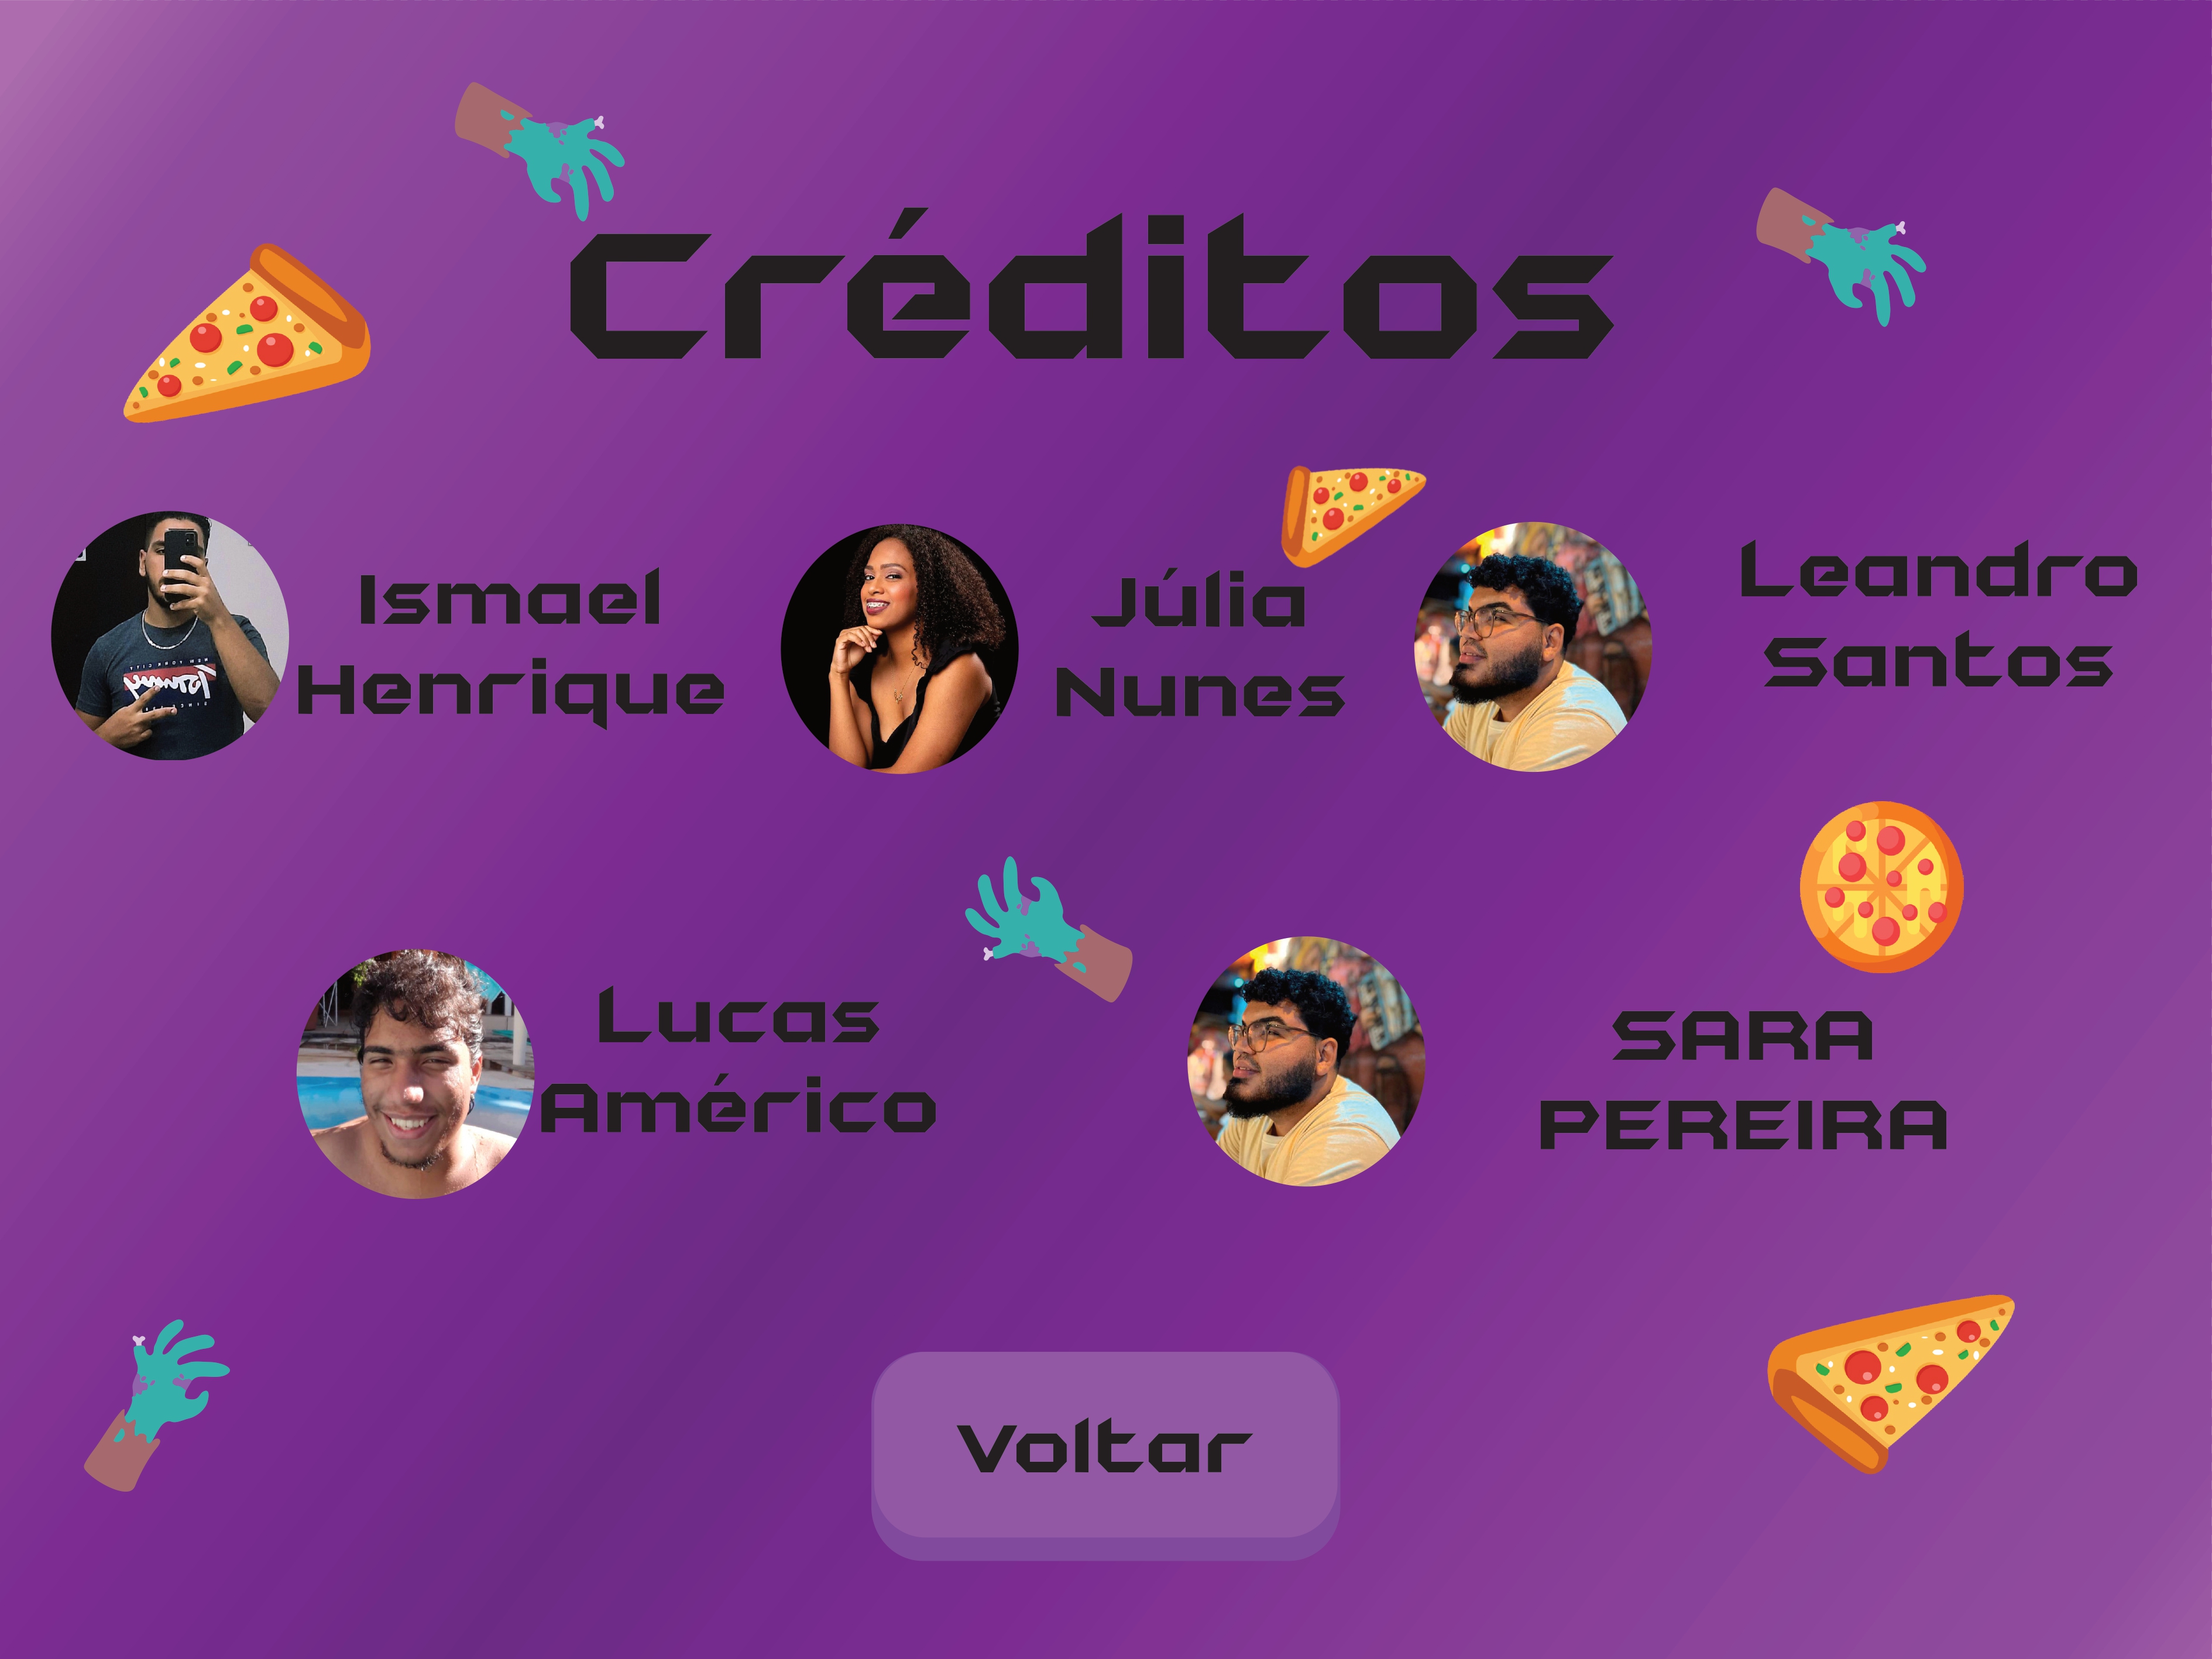 Créditos
Ismael
Henrique
Júlia
Nunes
Leandro
Santos
Lucas
Américo
SARA
PEREIRA
Voltar